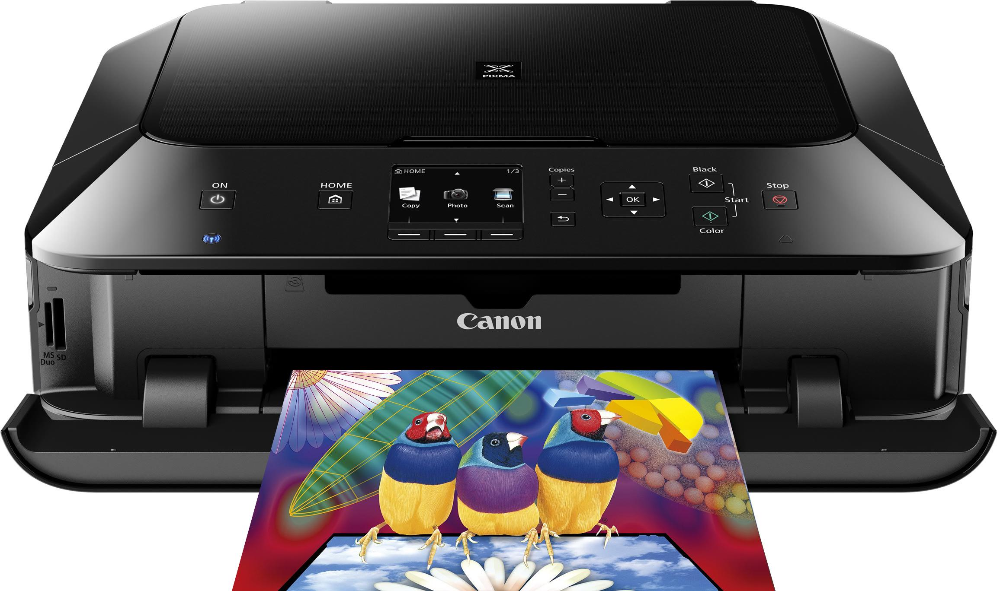 PIXMA
ON
HOME
HOME 1/3
Copy Photo Scan
Copies
+
−
OK
Black
Start
Color
Stop
Canon
MS
Duo SD
®